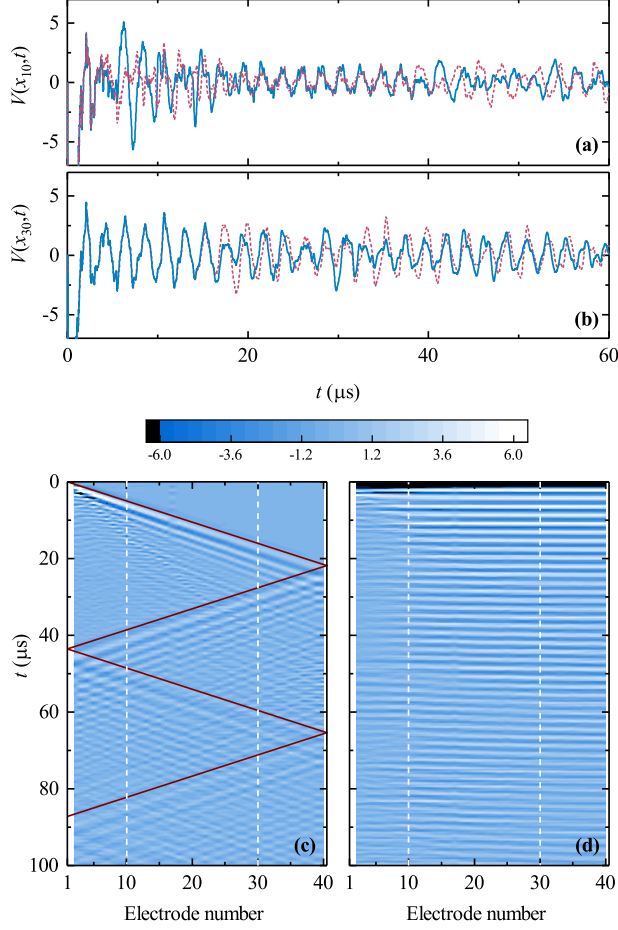 5
0
-5
V(x₁₀,t)
(a)
5
0
-5
V(x₃₀,t)
(b)
0 20 40 60
t (µs)
-6.0 -3.6 -1.2 1.2 3.6 6.0
0
20
40
60
80
100
t (µs)
(c) (d)
1 10 30 40 1 10 30 40
Electrode number Electrode number